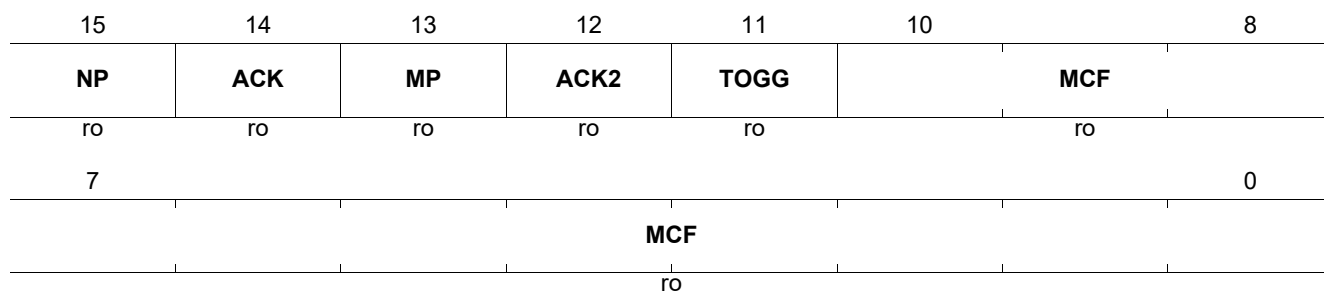 15 14 13 12 11 10 8
NP ACK MP ACK2 TOGG MCF
ro ro ro ro ro ro
7 0
MCF
ro